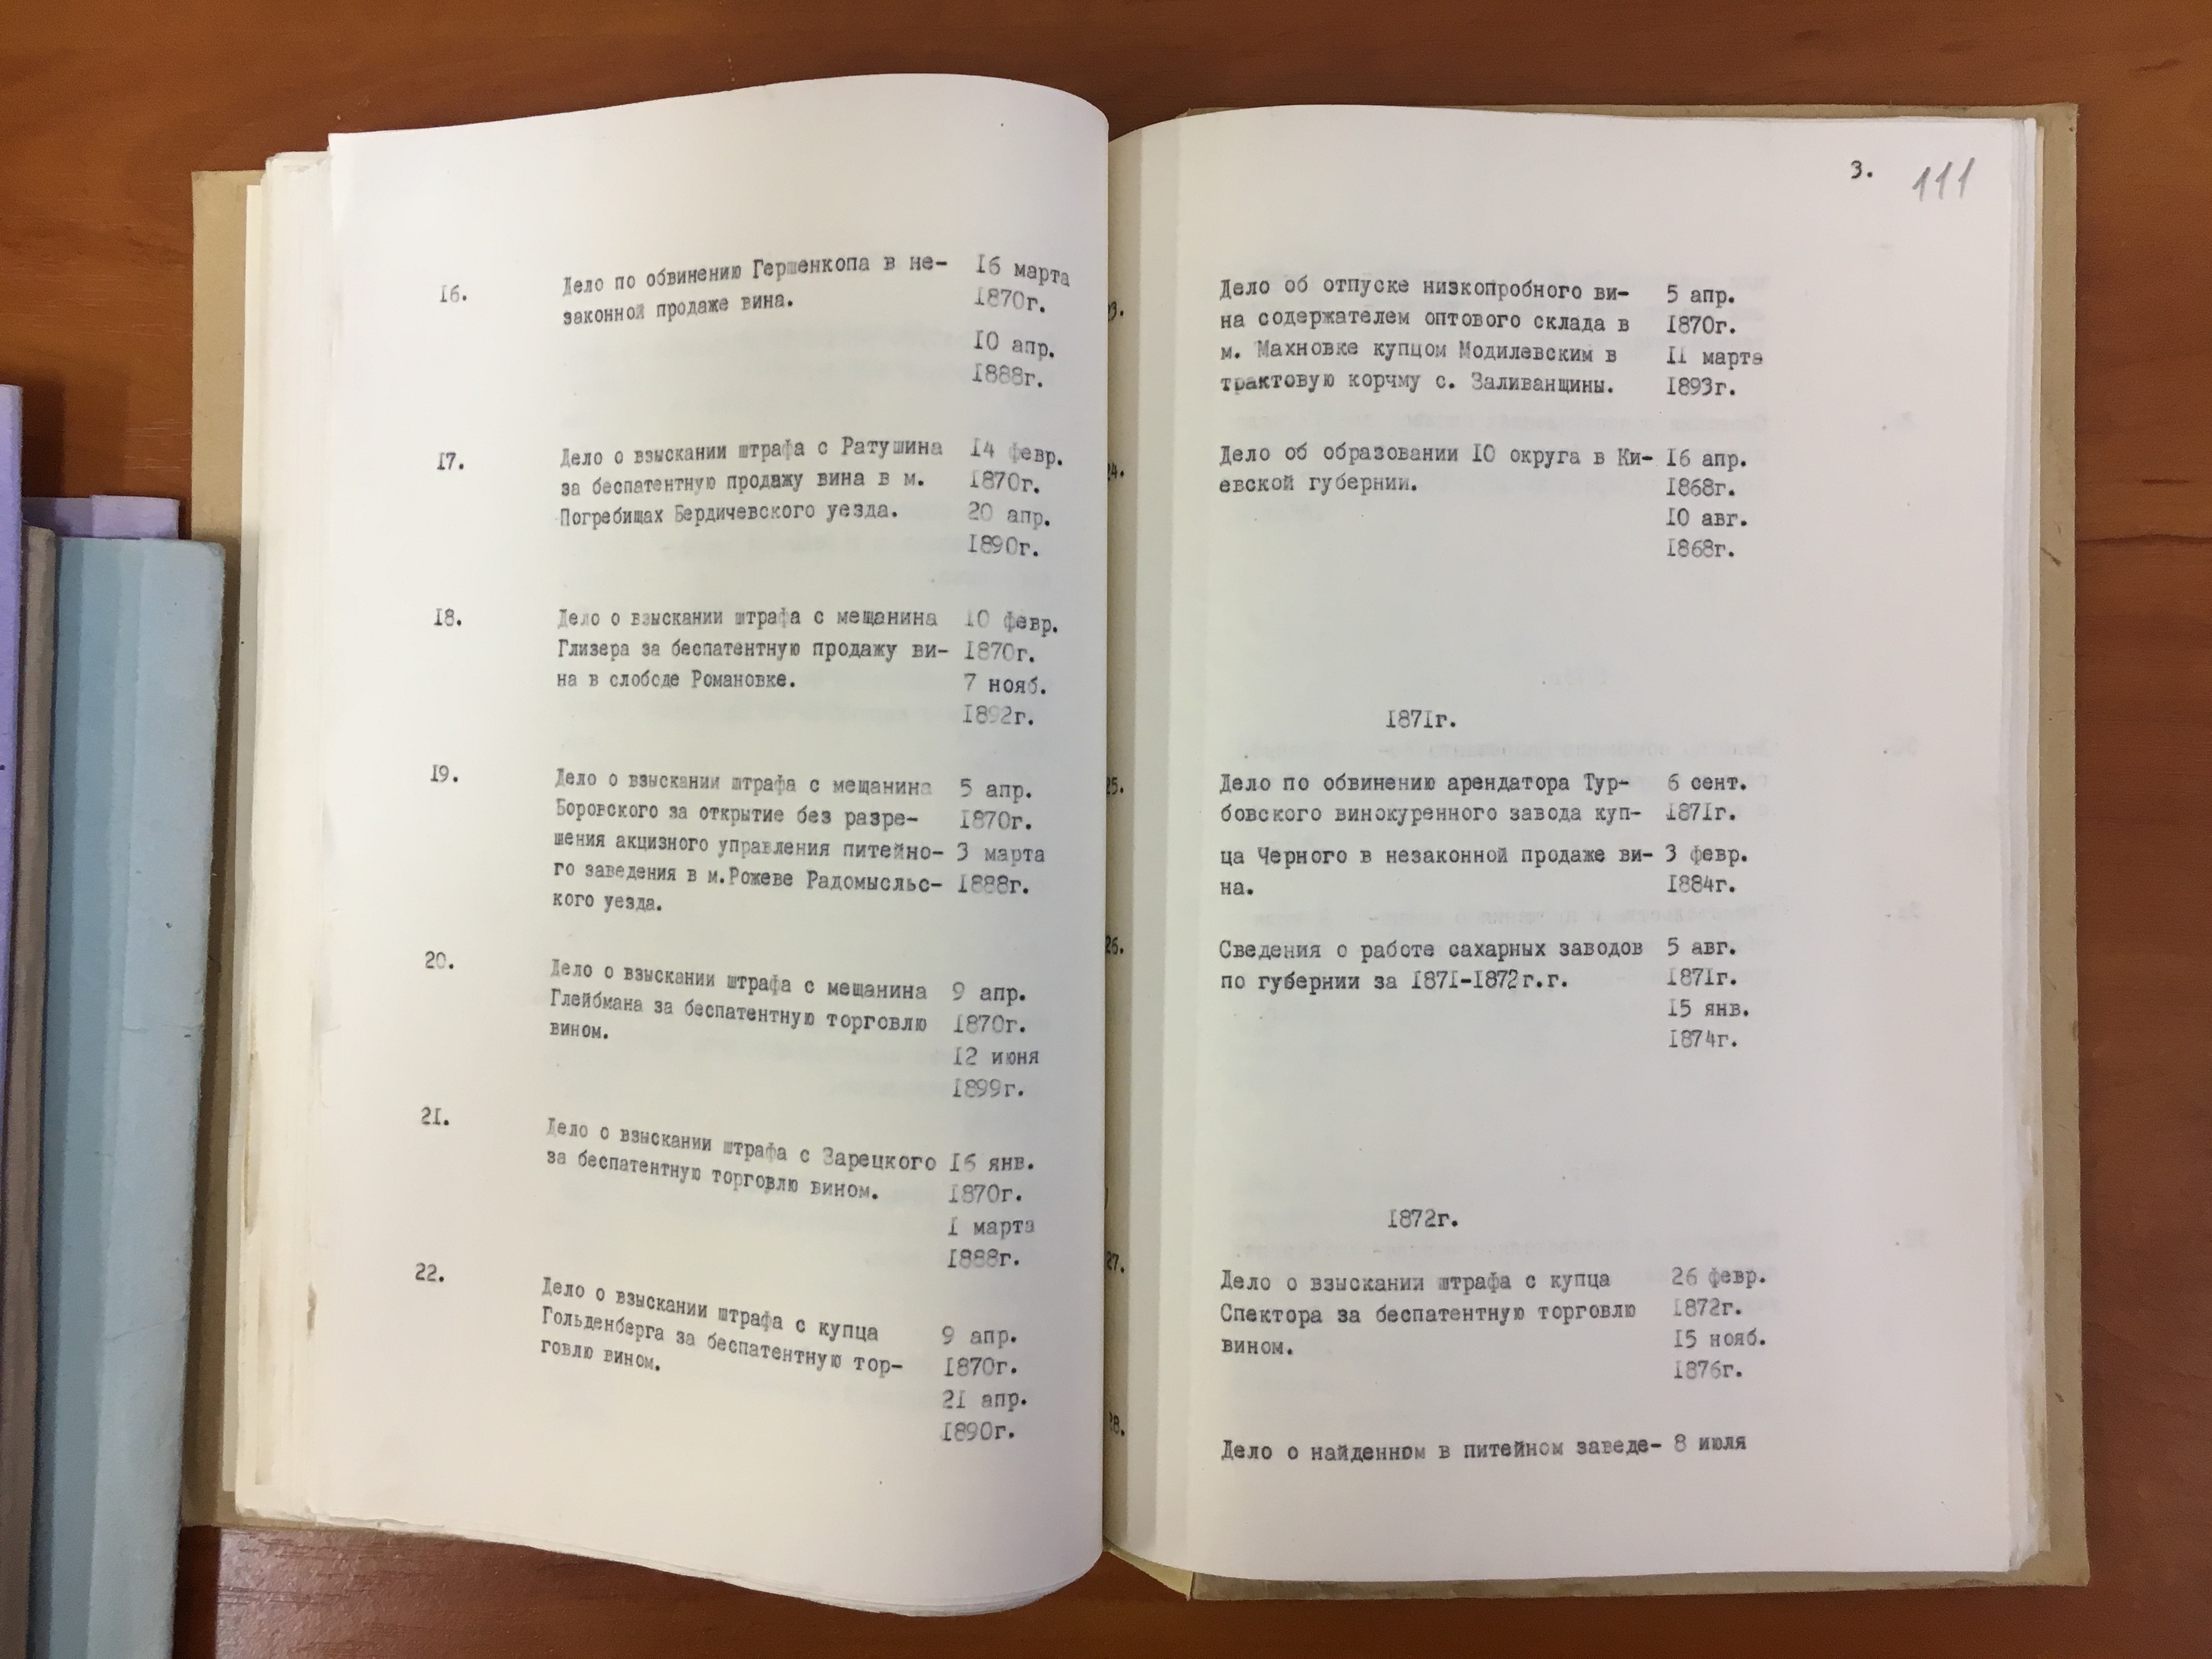 16. Дело по обвинению Гершенкопа в не- 16 марта
законной продаже вина. 1870г.
10 апр.
1888г.
17. Дело о взыскании штрафа с Ратушина 14 февр.
за беспатентную продажу вина в м. 1870г.
Погребищах Бердичевского уезда. 20 апр.
1890г.
18. Дело о взыскании штрафа с мещанина 10 февр.
Глизера за беспатентную продажу ви- 1870г.
на в слободе Романовке. 7 нояб.
1892г.
19. Дело о взыскании штрафа с мещанина 5 апр.
Боровского за открытие без разре- 1870г.
шения акцизного управления питейно- 3 марта
го заведения в м.Рожеве Радомысльс- 1888г.
кого уезда.
20. Дело о взыскании штрафа с мещанина 9 апр.
Глейбмана за беспатентную торговлю 1870г.
вином. 12 июня
1899г.
21. Дело о взыскании штрафа с Зарецкого 16 янв.
за беспатентную торговлю вином. 1870г.
1 марта
1888г.
22. Дело о взыскании штрафа с купца 9 апр.
Гольденберга за беспатентную тор- 1870г.
говлю вином. 21 апр.
1890г.
3. 111
23. Дело об отпуске низкопробного ви- 5 апр.
на содержателем оптового склада в 1870г.
м. Махновке купцом Модилевским в 11 марта
трактовую корчму с. Заливанщины. 1893г.
24. Дело об образовании 10 округа в Ки- 16 апр.
евской губернии. 1868г.
10 авг.
1868г.
1871г.
25. Дело по обвинению арендатора Тур- 6 сент.
бовского винокуренного завода куп- 1871г.
ца Черного в незаконной продаже ви- 3 февр.
на. 1884г.
26. Сведения о работе сахарных заводов 5 авг.
по губернии за 1871-1872г.г. 1871г.
15 янв.
1874г.
1872г.
27. Дело о взыскании штрафа с купца 26 февр.
Спектора за беспатентную торговлю 1872г.
вином. 15 нояб.
1876г.
28. Дело о найденном в питейном заведе- 8 июля